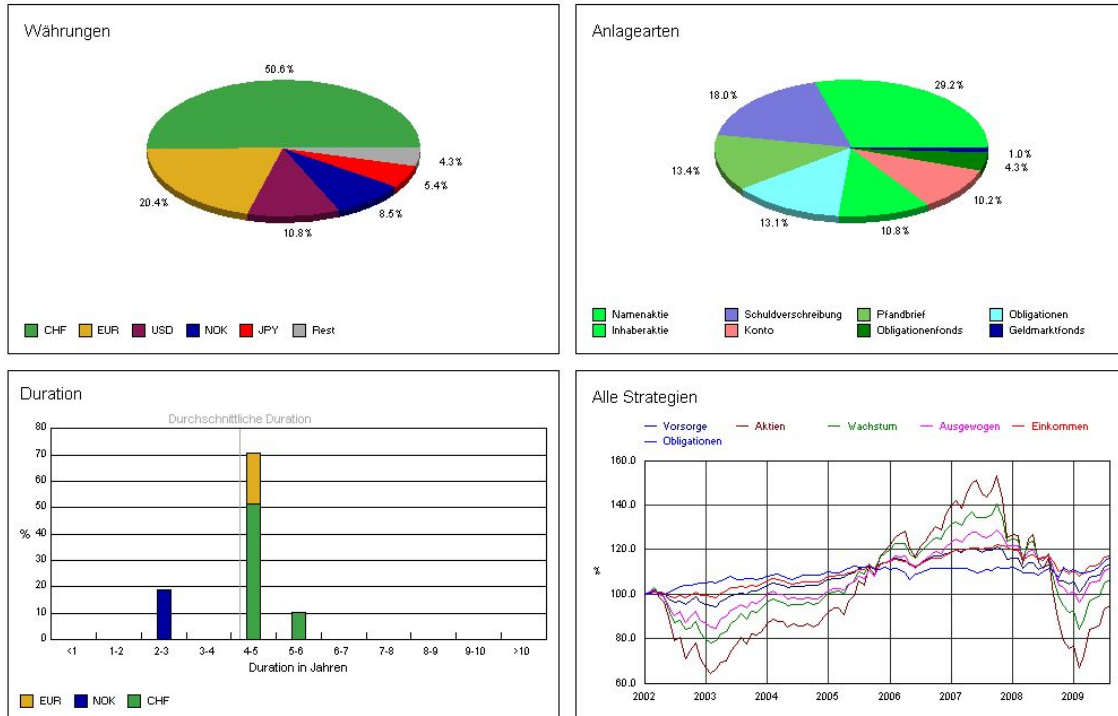 Währungen
50.6%
4.3%
5.4%
8.5%
10.8%
20.4%
CHF EUR USD NOK JPY Rest
Anlagearten
29.2%
18.0%
1.0%
4.3%
13.4%
10.2%
13.1%
10.8%
Namenaktie Schuldverschreibung Pfandbrief Obligationen
Inhaberaktie Konto Obligationenfonds Geldmarktfonds
Duration
Durchschnittliche Duration
80
70
60
50
%
40
30
20
10
0
<1 1-2 2-3 3-4 4-5 5-6 6-7 7-8 8-9 9-10 >10
Duration in Jahren
EUR NOK CHF
Alle Strategien
Vorsorge Aktien Wachstum Ausgewogen Einkommen
Obligationen
160.0
140.0
120.0
%
100.0
80.0
60.0
2002 2003 2004 2005 2006 2007 2008 2009